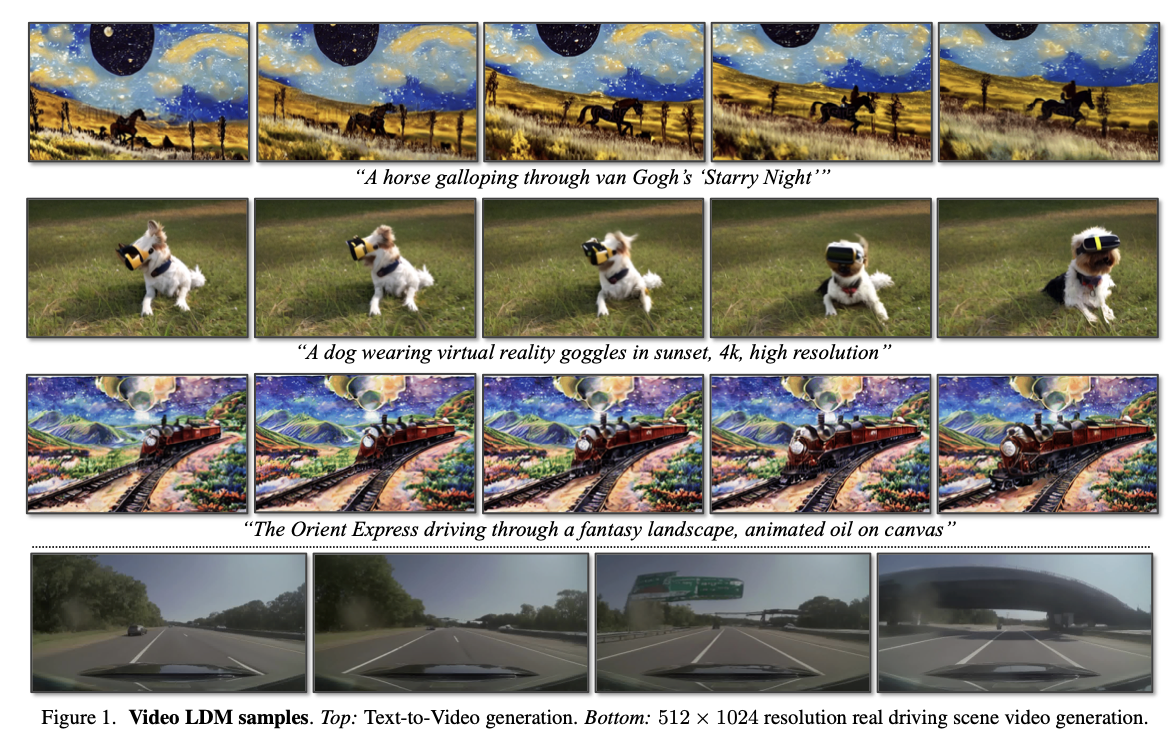 “A horse galloping through van Gogh’s ‘Starry Night’”
“A dog wearing virtual reality goggles in sunset, 4k, high resolution”
“The Orient Express driving through a fantasy landscape, animated oil on canvas”
Figure 1. Video LDM samples. Top: Text-to-Video generation. Bottom: 512 × 1024 resolution real driving scene video generation.